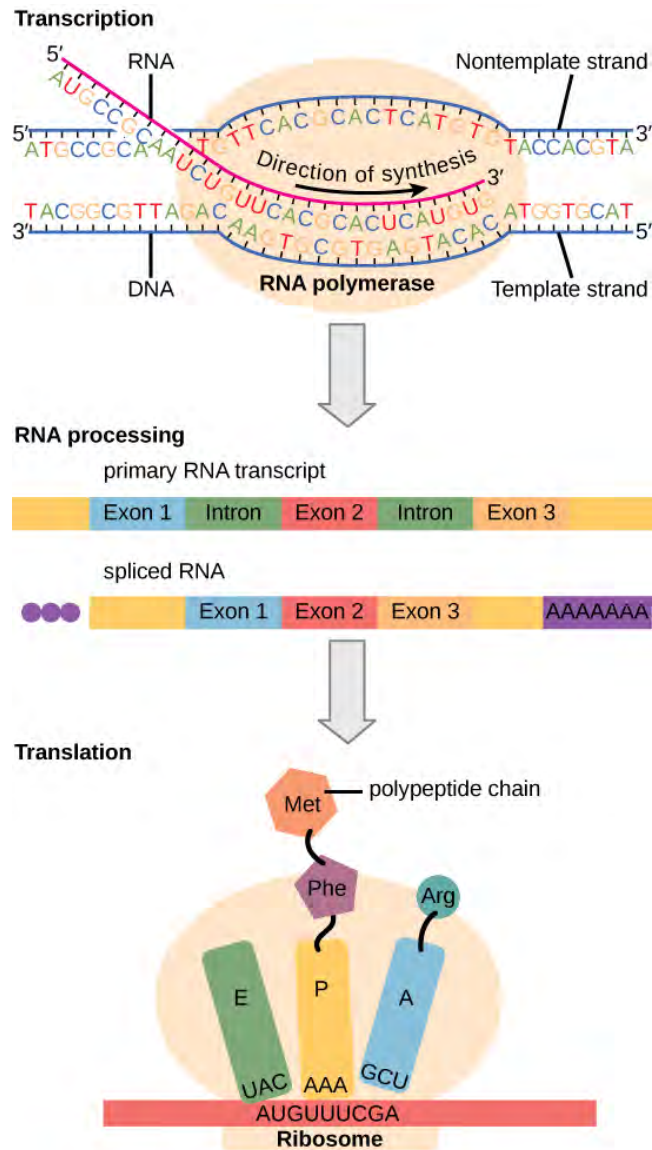 Transcription
5′
RNA
Nontemplate strand
AUGCCGCAAUCUGUUCACGCACUCAUGUG
5′
3′
ATGCCGCA
TGTTCACGCACTCATGTG
TACCACGTA
Direction of synthesis
3′
TACGGCGTTAGAC
AAGTGCGTGAGTACAC
ATGGTGCAT
3′
5′
DNA
RNA polymerase
Template strand
RNA processing
primary RNA transcript
Exon 1 Intron Exon 2 Intron Exon 3
spliced RNA
Exon 1 Exon 2 Exon 3 AAAAAAA
Translation
Met
polypeptide chain
Phe
Arg
E P A
UAC AAA GCU
AUGUUUCGA
Ribosome